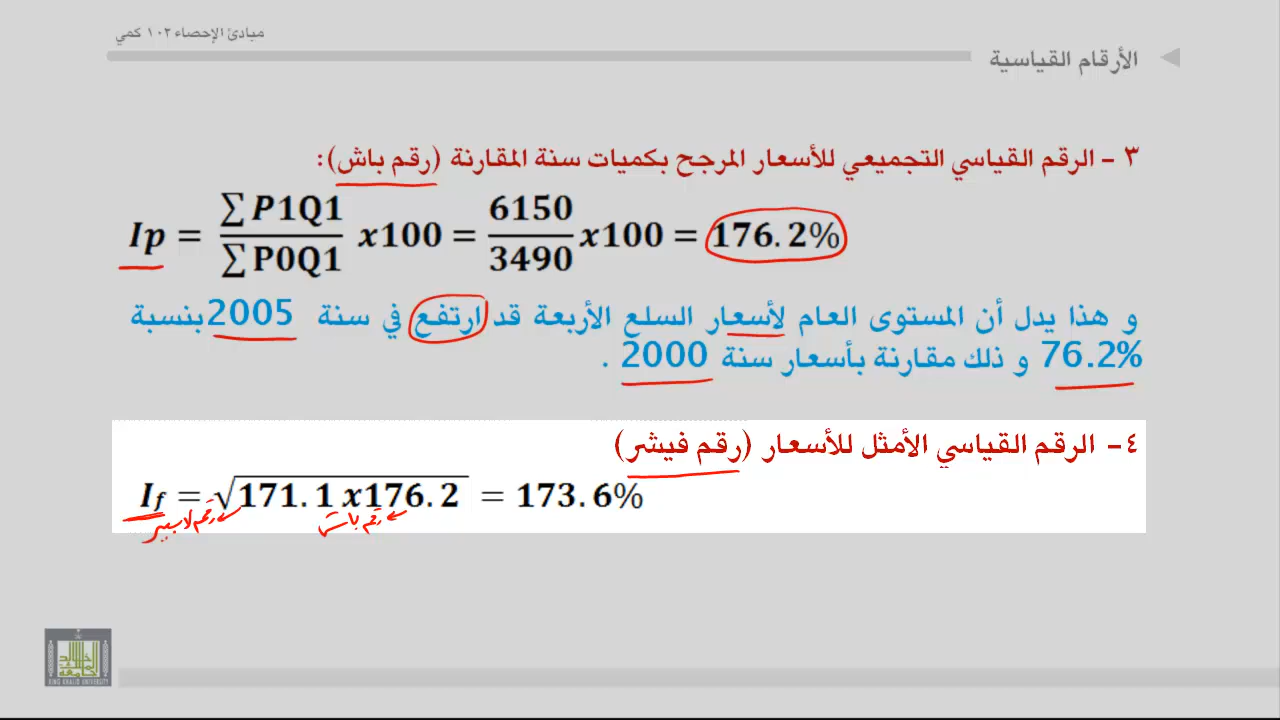 مبادئ الإحصاء ١٠٢ كمي
الأرقام القياسية
٣ - الرقم القياسي التجميعي للأسعار المرجح بكميات سنة المقارنة (رقم باش):
Ip = ∑ P1Q1 / ∑ P0Q1 x100 = 6150 / 3490 x100 = 176.2%
و هذا يدل أن المستوى العام لأسعار السلع الأربعة قد ارتفع في سنة 2005 بنسبة
76.2% و ذلك مقارنة بأسعار سنة 2000 .
٤- الرقم القياسي الأمثل للأسعار (رقم فيشر)
If = √171.1 x176.2 = 173.6%
رقم لاسبير رقم باش
KING KHALID UNIVERSITY